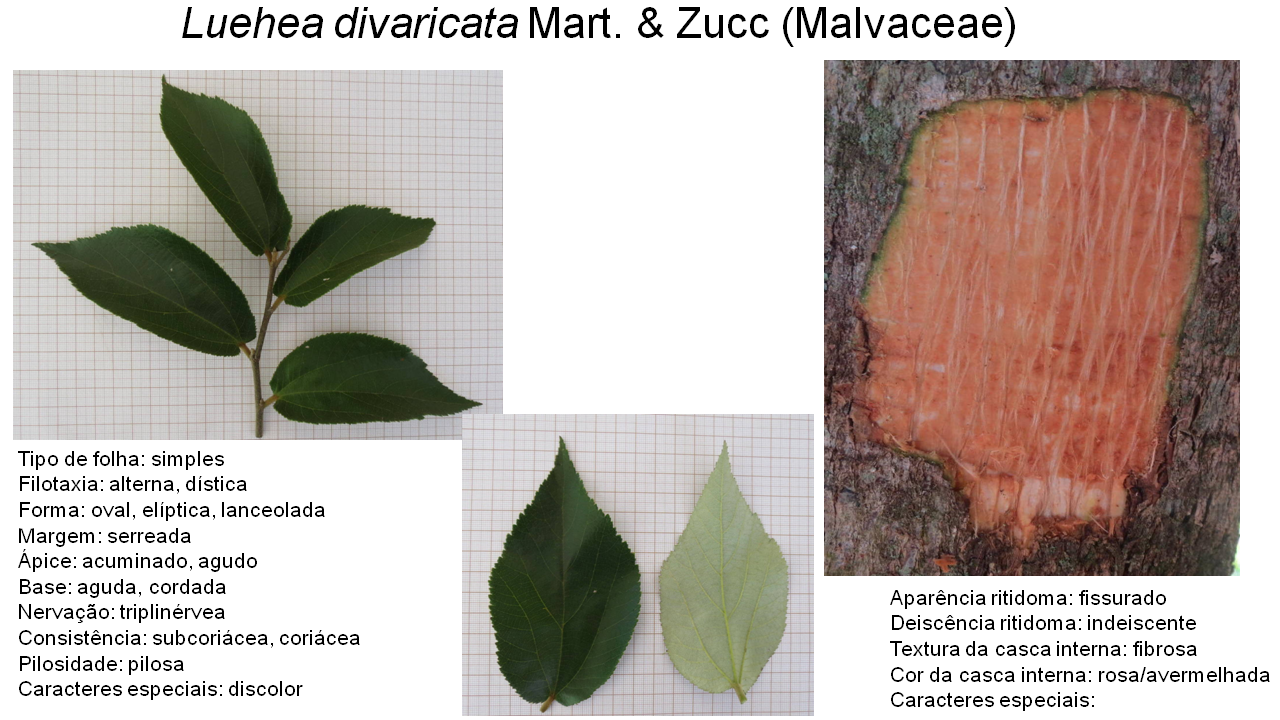 Luehea divaricata Mart. & Zucc (Malvaceae)
Tipo de folha: simples
Filotaxia: alterna, dística
Forma: oval, elíptica, lanceolada
Margem: serreada
Ápice: acuminado, agudo
Base: aguda, cordada
Nervação: triplinérvea
Consistência: subcoriácea, coriácea
Pilosidade: pilosa
Caracteres especiais: discolor
Aparência ritidoma: fissurado
Deiscência ritidoma: indeiscente
Textura da casca interna: fibrosa
Cor da casca interna: rosa/avermelhada
Caracteres especiais: